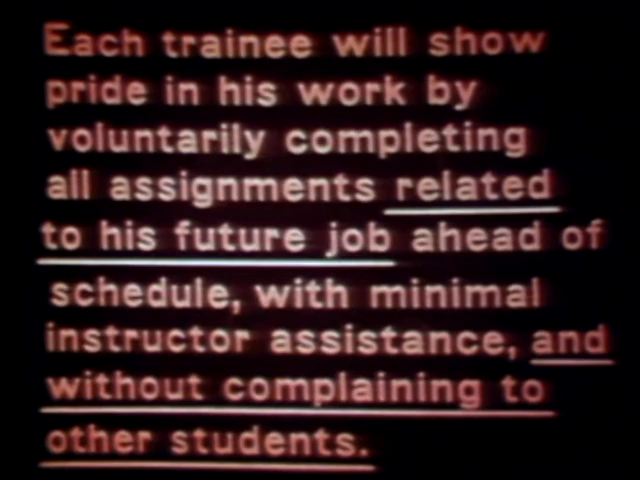 Each trainee will show
pride in his work by
voluntarily completing
all assignments related
to his future job ahead of
schedule, with minimal
instructor assistance, and
without complaining to
other students.